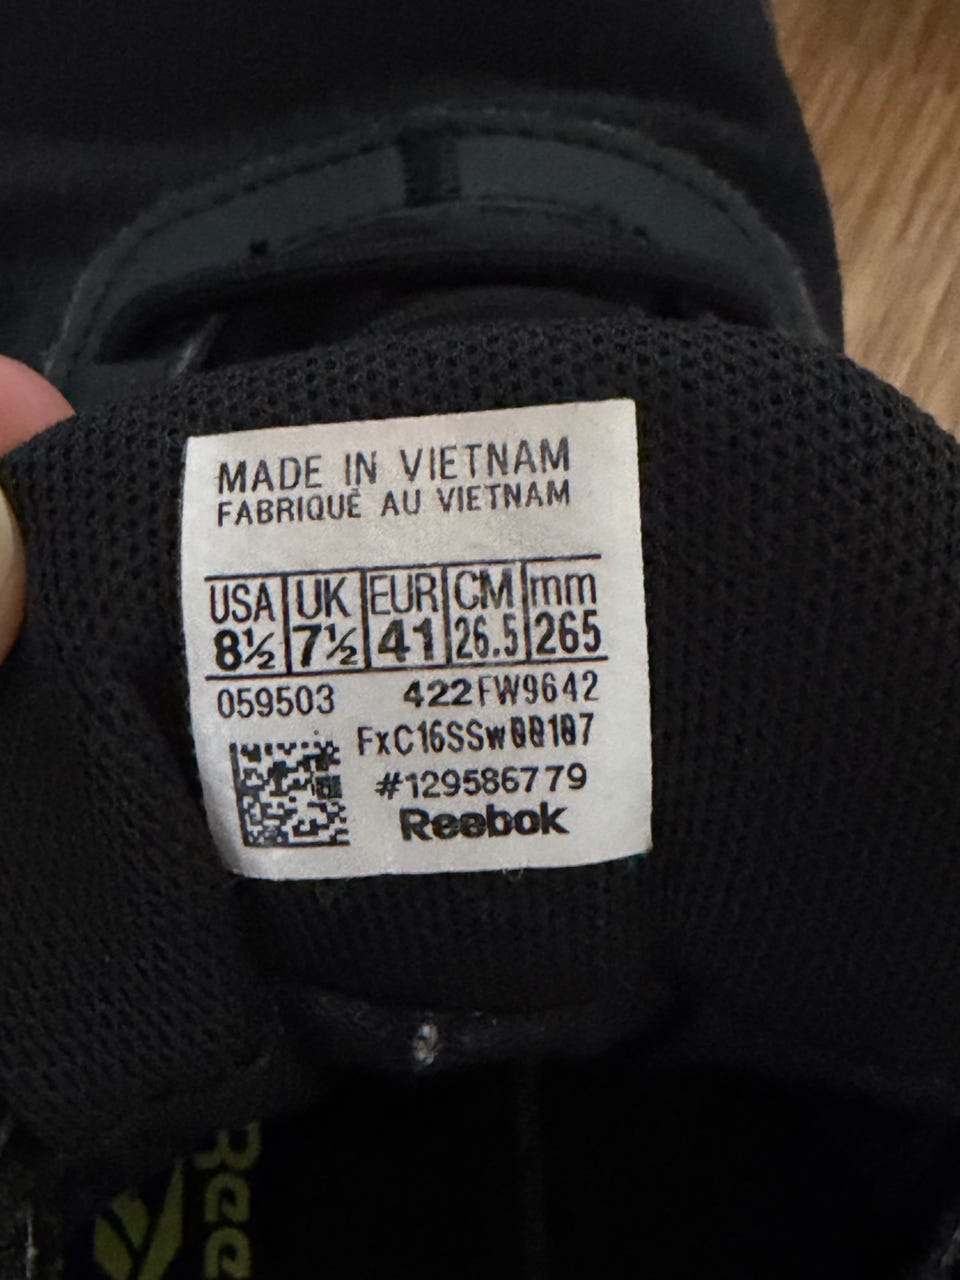 MADE IN VIETNAM
FABRIQUÉ AU VIETNAM
USA UK EUR CM mm
8½ 7½ 41 26.5 265
059503 422FW9642
#129586779
Reebok
Ree